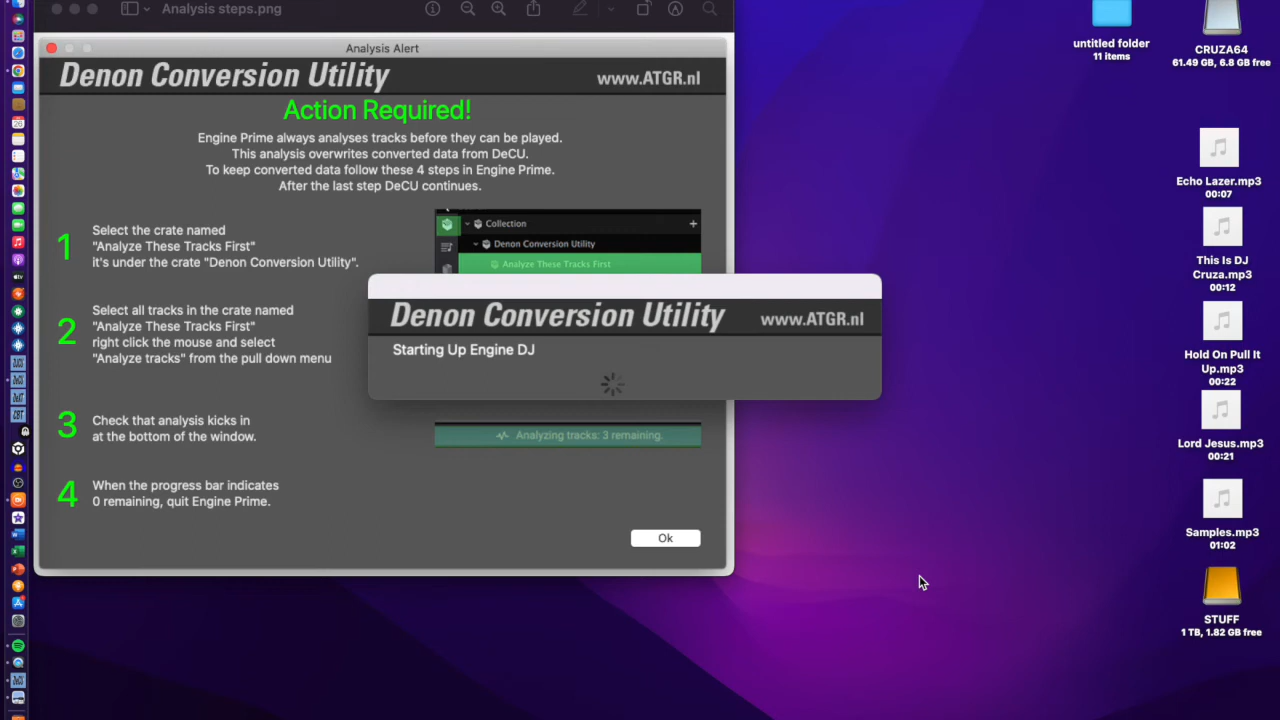 Analysis steps.png
Analysis Alert
Denon Conversion Utility
www.ATGR.nl
Action Required!
Engine Prime always analyses tracks before they can be played.
This analysis overwrites converted data from DeCU.
To keep converted data follow these 4 steps in Engine Prime.
After the last step DeCU continues.
1
Select the crate named
"Analyze These Tracks First"
it's under the crate "Denon Conversion Utility".
Collection
Denon Conversion Utility
Analyze These Tracks First
2
Select all tracks in the crate named
"Analyze These Tracks First"
right click the mouse and select
"Analyze tracks" from the pull down menu
Denon Conversion Utility
www.ATGR.nl
Starting Up Engine DJ
3
Check that analysis kicks in
at the bottom of the window.
Analyzing tracks: 3 remaining.
4
When the progress bar indicates
0 remaining, quit Engine Prime.
Ok
untitled folder
11 items
CRUZA64
61.49 GB, 6.8 GB free
Echo Lazer.mp3
00:07
This Is DJ
Cruza.mp3
00:12
Hold On Pull It
Up.mp3
00:22
Lord Jesus.mp3
00:21
Samples.mp3
01:02
STUFF
1 TB, 1.82 GB free